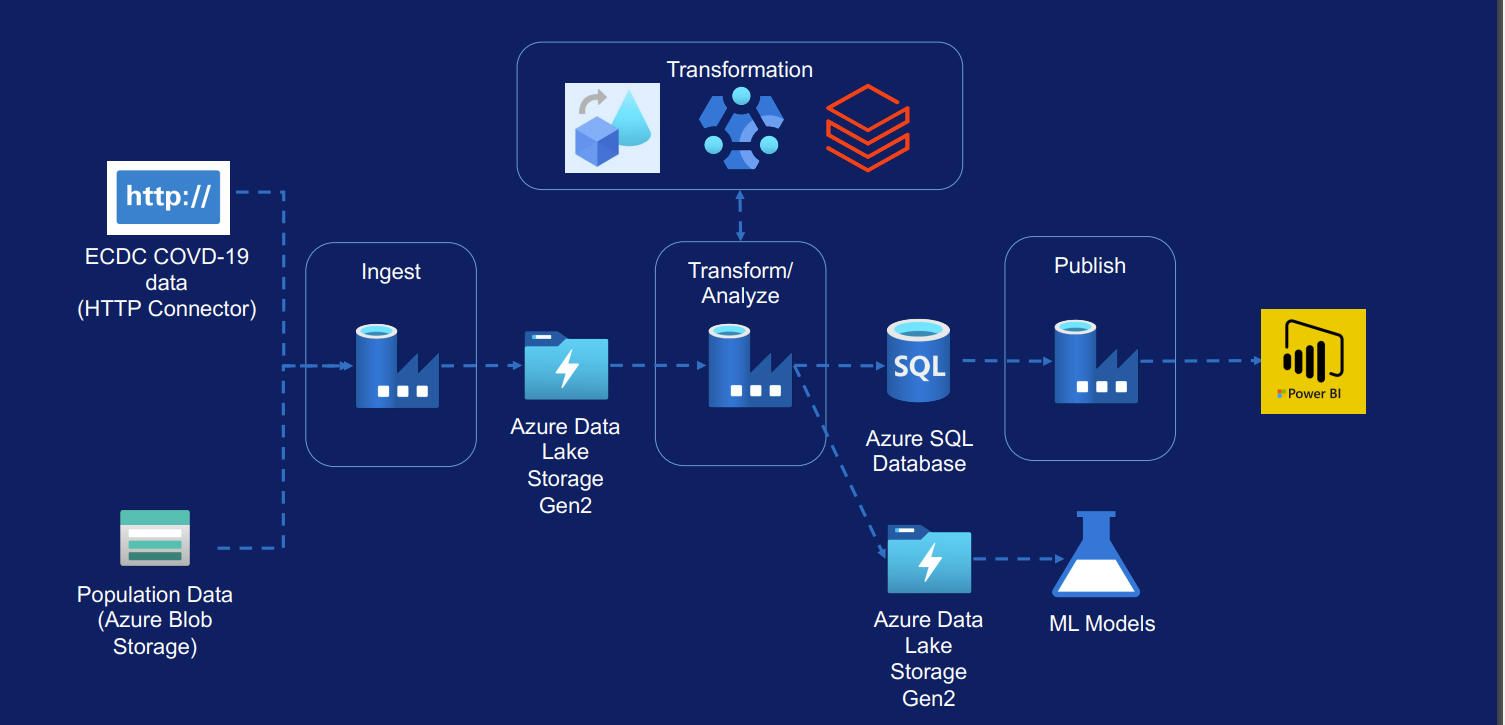 Transformation
http://
ECDC COVD-19
data
(HTTP Connector)
Ingest
Transform/
Analyze
Publish
SQL
Power BI
Azure Data
Lake
Storage
Gen2
Azure SQL
Database
Population Data
(Azure Blob
Storage)
Azure Data
Lake
Storage
Gen2
ML Models